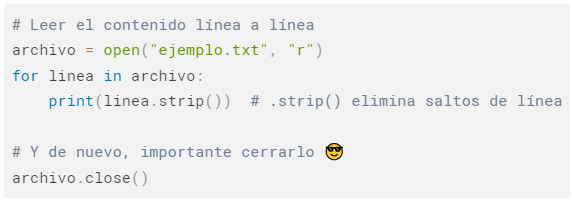 # Leer el contenido línea a línea
archivo = open("ejemplo.txt", "r")
for linea in archivo:
    print(linea.strip())  # .strip() elimina saltos de línea

# Y de nuevo, importante cerrarlo 😎
archivo.close()